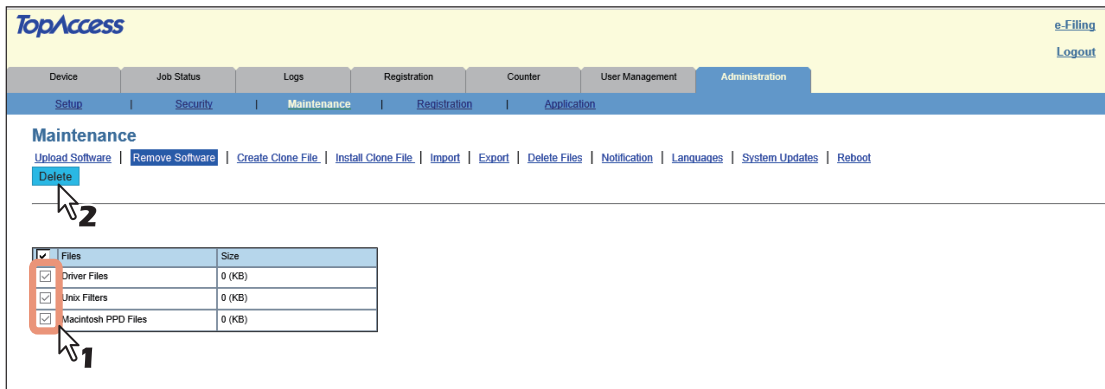 TopAccess
e-Filing
Logout
Device Job Status Logs Registration Counter User Management Administration
Setup | Security | Maintenance | Registration | Application
Maintenance
Upload Software | Remove Software | Create Clone File | Install Clone File | Import | Export | Delete Files | Notification | Languages | System Updates | Reboot
Delete
2
Files Size
Driver Files 0 (KB)
Unix Filters 0 (KB)
Macintosh PPD Files 0 (KB)
1